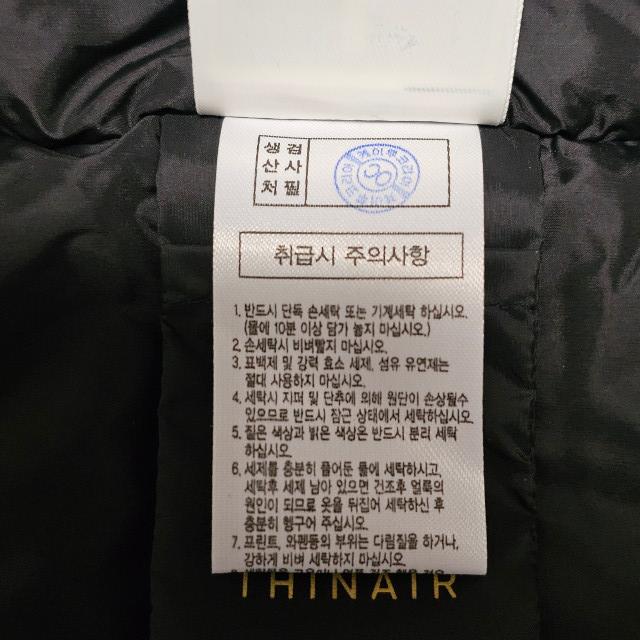 생산처 검사필
취급시 주의사항
1. 반드시 단독 손세탁 또는 기계세탁 하십시오.
(물에 10분 이상 담가 놓지 마십시오.)
2. 손세탁시 비벼빨지 마십시오.
3. 표백제 및 강력 효소 세제, 섬유 유연제는
절대 사용하지 마십시오.
4. 세탁시 지퍼 및 단추에 의해 원단이 손상될수
있으므로 반드시 잠근 상태에서 세탁하십시오.
5. 짙은 색상과 밝은 색상은 반드시 분리 세탁
하십시오.
6. 세제를 충분히 풀어둔 물에 세탁하시고,
세탁후 세제 남아 있으면 건조후 얼룩의
원인이 되므로 옷을 뒤집어 세탁하신 후
충분히 헹구어 주십시오.
7. 프린트, 와펜등의 부위는 다림질을 하거나,
강하게 비벼 세탁하지 마십시오.
THINAIR